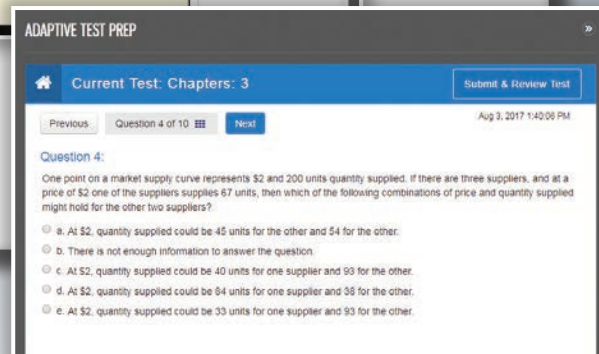 ADAPTIVE TEST PREP
»
Current Test: Chapters: 3
Submit & Review Test
Previous
Question 4 of 10
Next
Aug 3, 2017 1:40:06 PM
Question 4:
One point on a market supply curve represents $2 and 200 units quantity supplied. If there are three suppliers, and at a
price of $2 one of the suppliers supplies 67 units, then which of the following combinations of price and quantity supplied
might hold for the other two suppliers?
a. At $2, quantity supplied could be 45 units for the other and 54 for the other.
b. There is not enough information to answer the question.
c. At $2, quantity supplied could be 40 units for one supplier and 93 for the other.
d. At $2, quantity supplied could be 84 units for one supplier and 38 for the other.
e. At $2, quantity supplied could be 33 units for one supplier and 93 for the other.